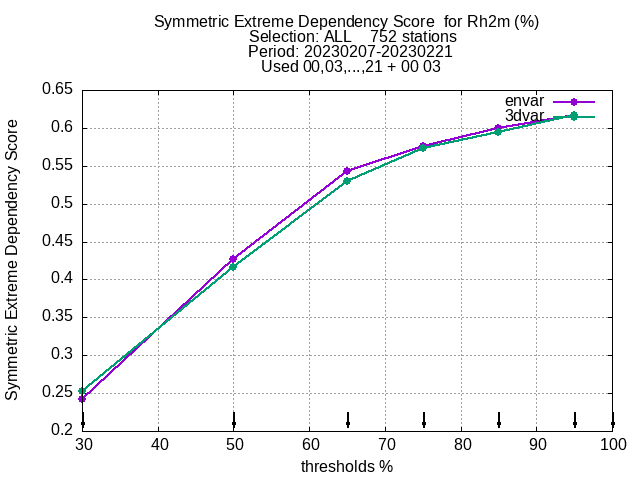 Symmetric Extreme Dependency Score  for Rh2m (%)
Selection: ALL    752 stations
Period: 20230207-20230221
Used 00,03,...,21 + 00 03
envar
3dvar
Symmetric Extreme Dependency Score
0.65
0.6
0.55
0.5
0.45
0.4
0.35
0.3
0.25
0.2
30 40 50 60 70 80 90 100
thresholds %